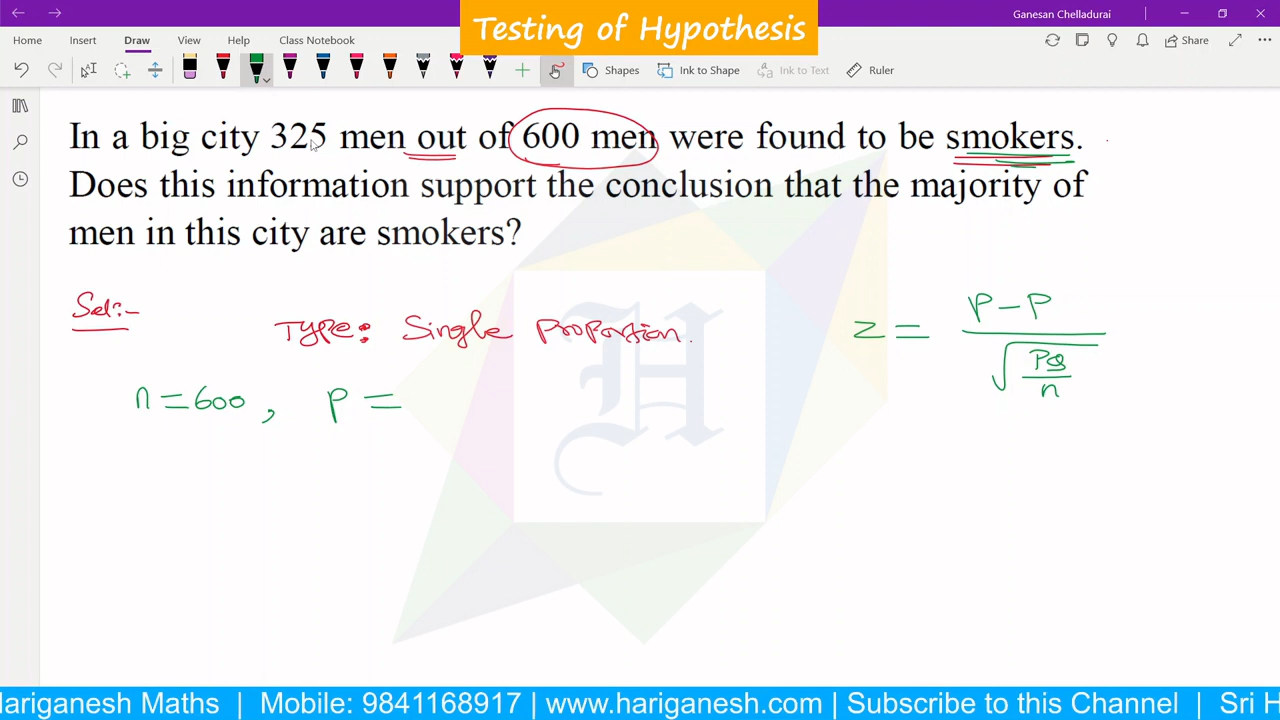 Testing of Hypothesis
Ganesan Chelladurai
Home Insert Draw View Help Class Notebook
Share
Shapes Ink to Shape Ink to Text Ruler
In a big city 325 men out of 600 men were found to be smokers.
Does this information support the conclusion that the majority of
men in this city are smokers?
Sol:-
Type: Single Proportion.
z = p - P / √(PQ/n)
n = 600, p =
H
Hariganesh Maths | Mobile: 9841168917 | www.hariganesh.com | Subscribe to this Channel | Sri H